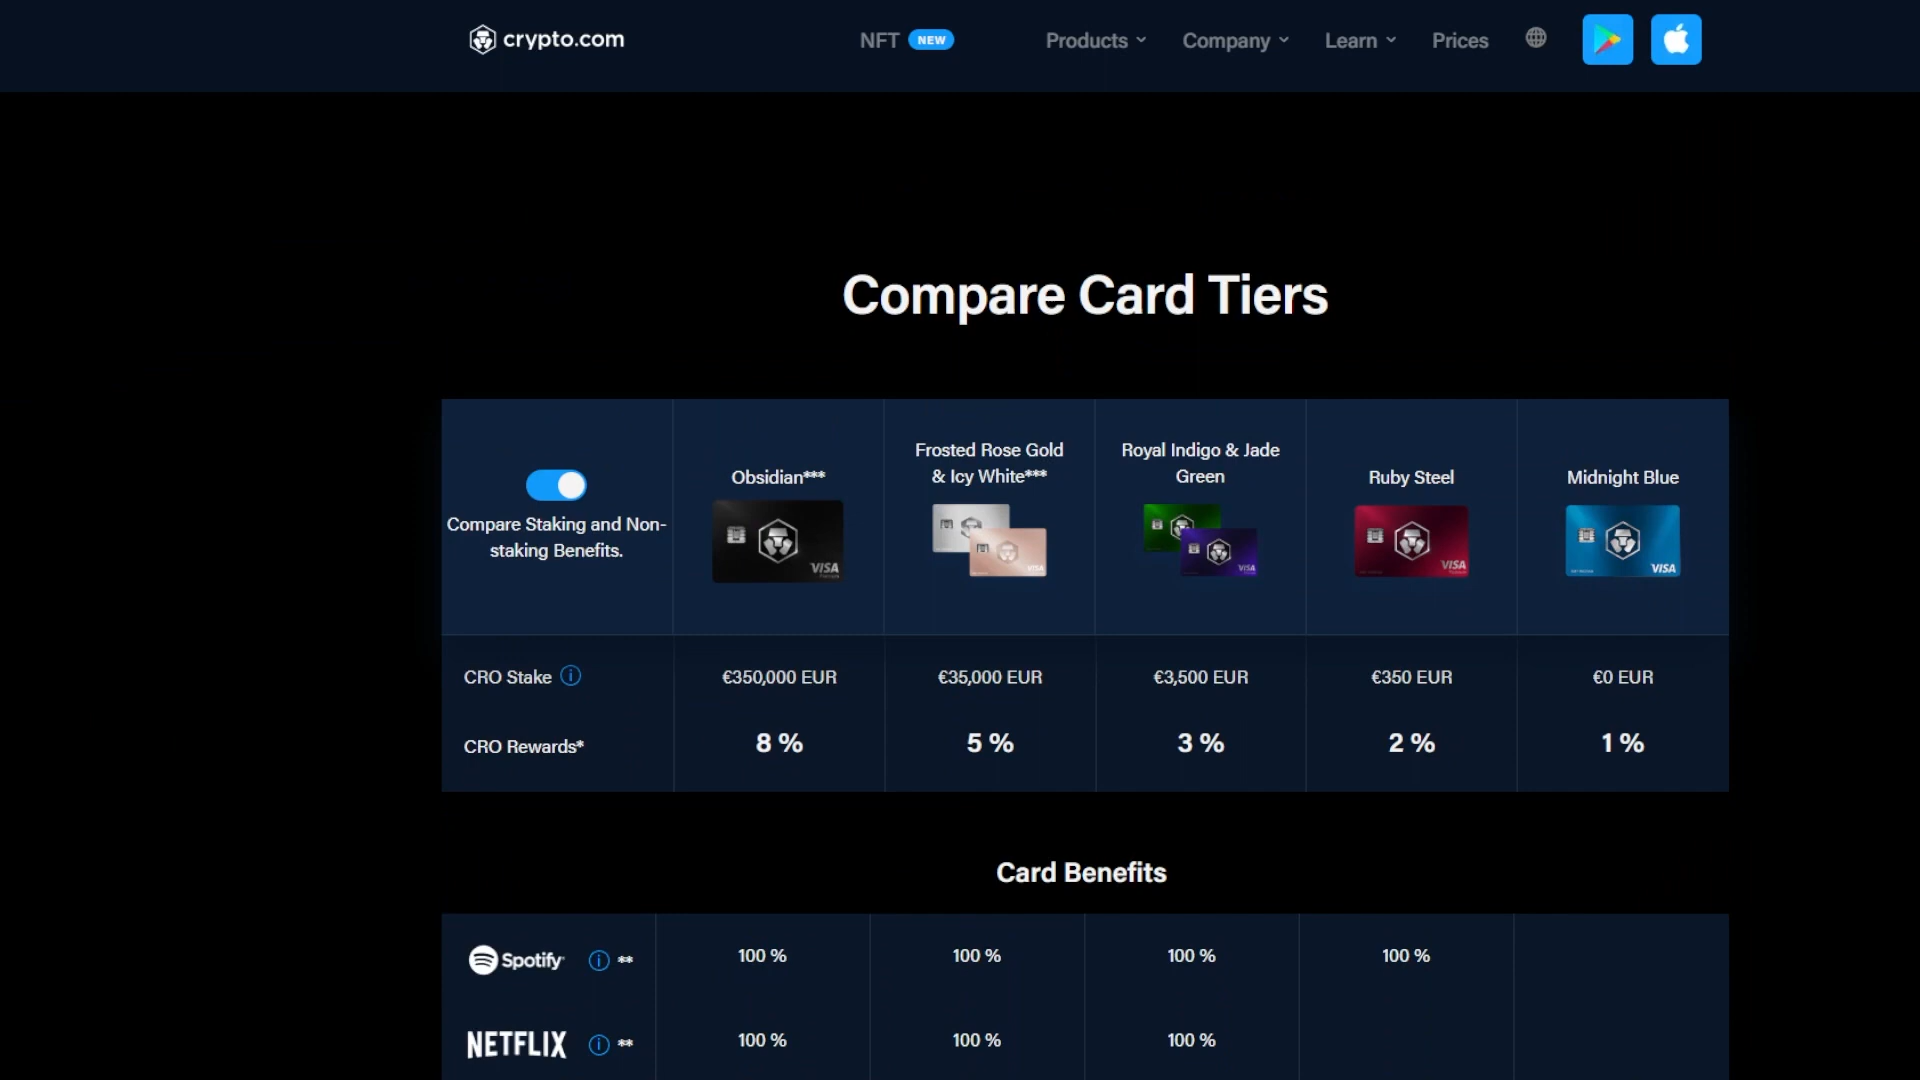 crypto.com
NFT NEW Products Company Learn Prices
Compare Card Tiers
Compare Staking and Non-
staking Benefits.
Obsidian***
VISA
Frosted Rose Gold
& Icy White***
VISA
Royal Indigo & Jade
Green
Ruby Steel
VISA
Midnight Blue
VISA
CRO Stake €350,000 EUR €35,000 EUR €3,500 EUR €350 EUR €0 EUR
CRO Rewards* 8 % 5 % 3 % 2 % 1 %
Card Benefits
Spotify ** 100 % 100 % 100 % 100 %
NETFLIX ** 100 % 100 % 100 %